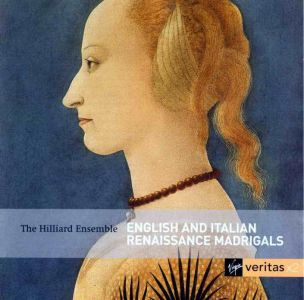 The Hilliard Ensemble
ENGLISH AND ITALIAN
RENAISSANCE MADRIGALS
Virgin veritas